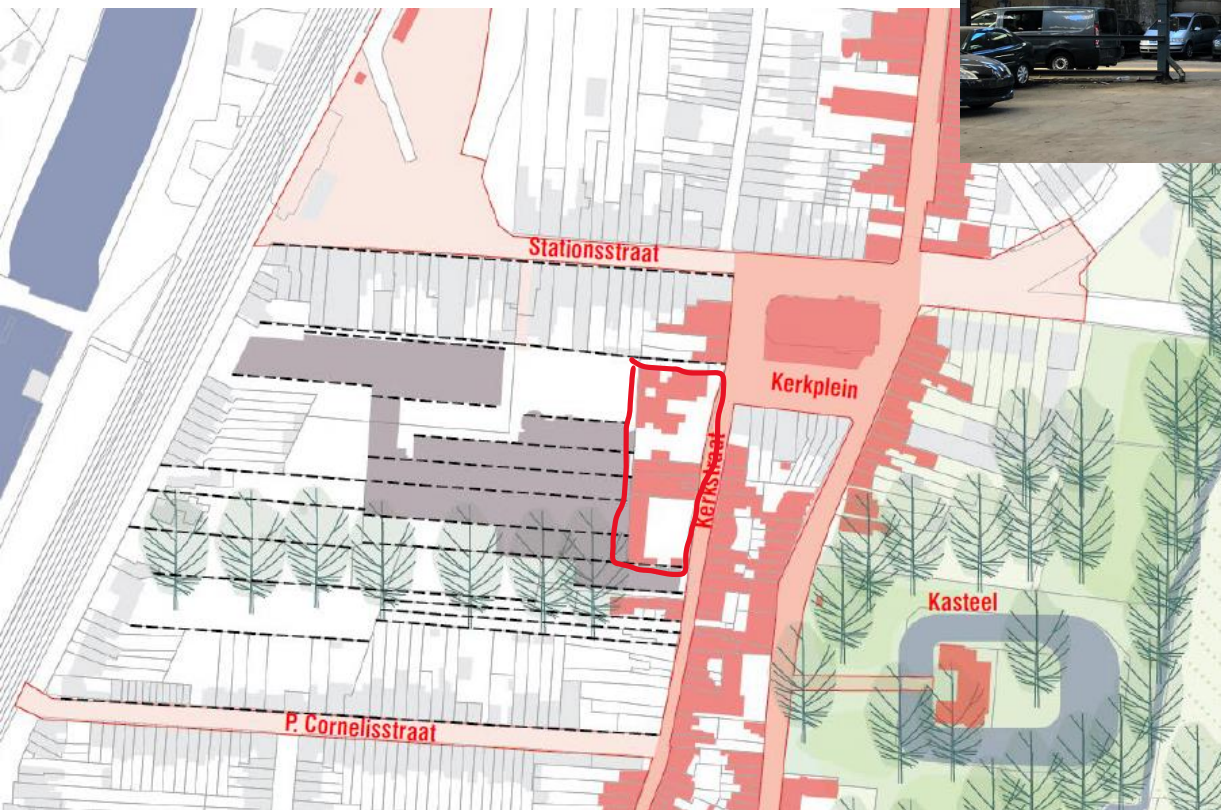 Stationsstraat
Kerkplein
Kerkstraat
Kasteel
P. Cornelisstraat